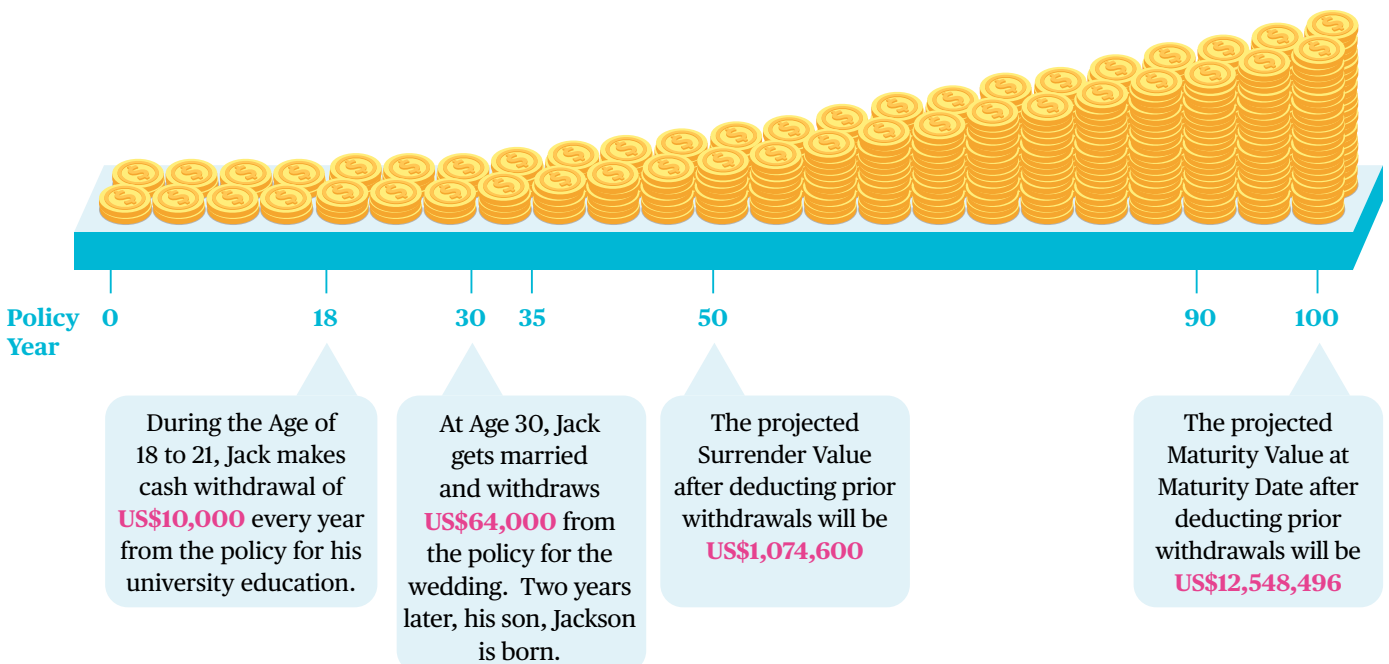 Policy Year
0 18 30 35 50 90 100
During the Age of
18 to 21, Jack makes
cash withdrawal of
US$10,000 every year
from the policy for his
university education.
At Age 30, Jack
gets married
and withdraws
US$64,000 from
the policy for the
wedding. Two years
later, his son, Jackson
is born.
The projected
Surrender Value
after deducting prior
withdrawals will be
US$1,074,600
The projected
Maturity Value at
Maturity Date after
deducting prior
withdrawals will be
US$12,548,496